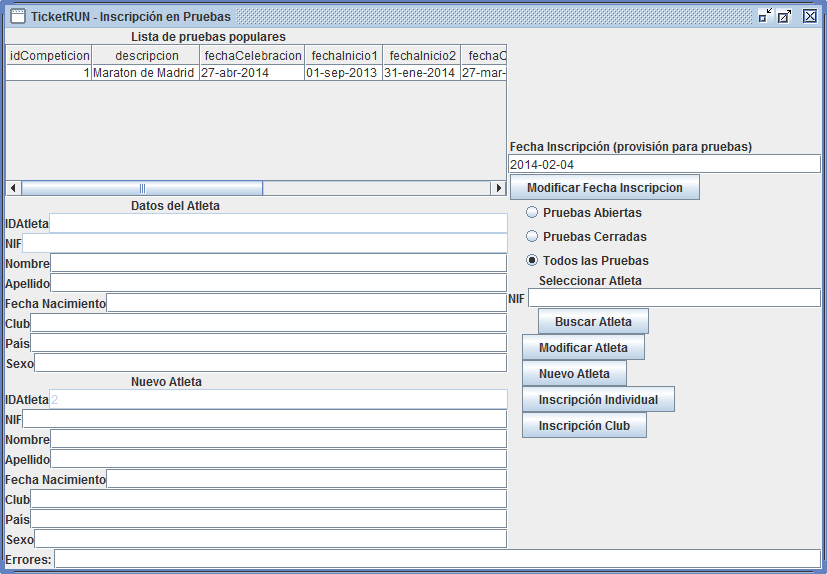 TicketRUN - Inscripción en Pruebas
Lista de pruebas populares
idCompeticion descripcion fechaCelebracion fechaInicio1 fechaInicio2 fechaC
1 Maraton de Madrid 27-abr-2014 01-sep-2013 31-ene-2014 27-mar-
Fecha Inscripción (provisión para pruebas)
2014-02-04
Modificar Fecha Inscripcion
Pruebas Abiertas
Pruebas Cerradas
Todos las Pruebas
Seleccionar Atleta
NIF
Buscar Atleta
Modificar Atleta
Nuevo Atleta
Inscripción Individual
Inscripción Club
Datos del Atleta
IDAtleta
NIF
Nombre
Apellido
Fecha Nacimiento
Club
País
Sexo
Nuevo Atleta
IDAtleta 2
NIF
Nombre
Apellido
Fecha Nacimiento
Club
País
Sexo
Errores: